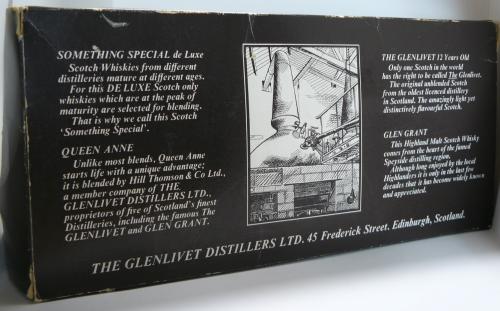 SOMETHING SPECIAL de Luxe
Scotch Whiskies from different
distilleries mature at different ages.
For this DE LUXE Scotch only
whiskies which are at the peak of
maturity are selected for blending.
That is why we call this Scotch
'Something Special'.
QUEEN ANNE
Unlike most blends, Queen Anne
starts life with a unique advantage;
it is blended by Hill Thomson & Co Ltd.,
a member company of THE
GLENLIVET DISTILLERS LTD.,
proprietors of five of Scotland's finest
Distilleries, including the famous The
GLENLIVET and GLEN GRANT.
THE GLENLIVET 12 Years Old
Only one Scotch in the world
has the right to be called The Glenlivet.
The original unblended Scotch
from the oldest licenced distillery
in Scotland. The amazingly light yet
distinctively flavourful Scotch.
GLEN GRANT
This Highland Malt Scotch Whisky
comes from the heart of the famed
Speyside distilling region.
Although long enjoyed by the local
Highlanders it is only in the last few
decades that it has become widely known
and appreciated.
THE GLENLIVET DISTILLERS LTD. 45 Frederick Street. Edinburgh, Scotland.